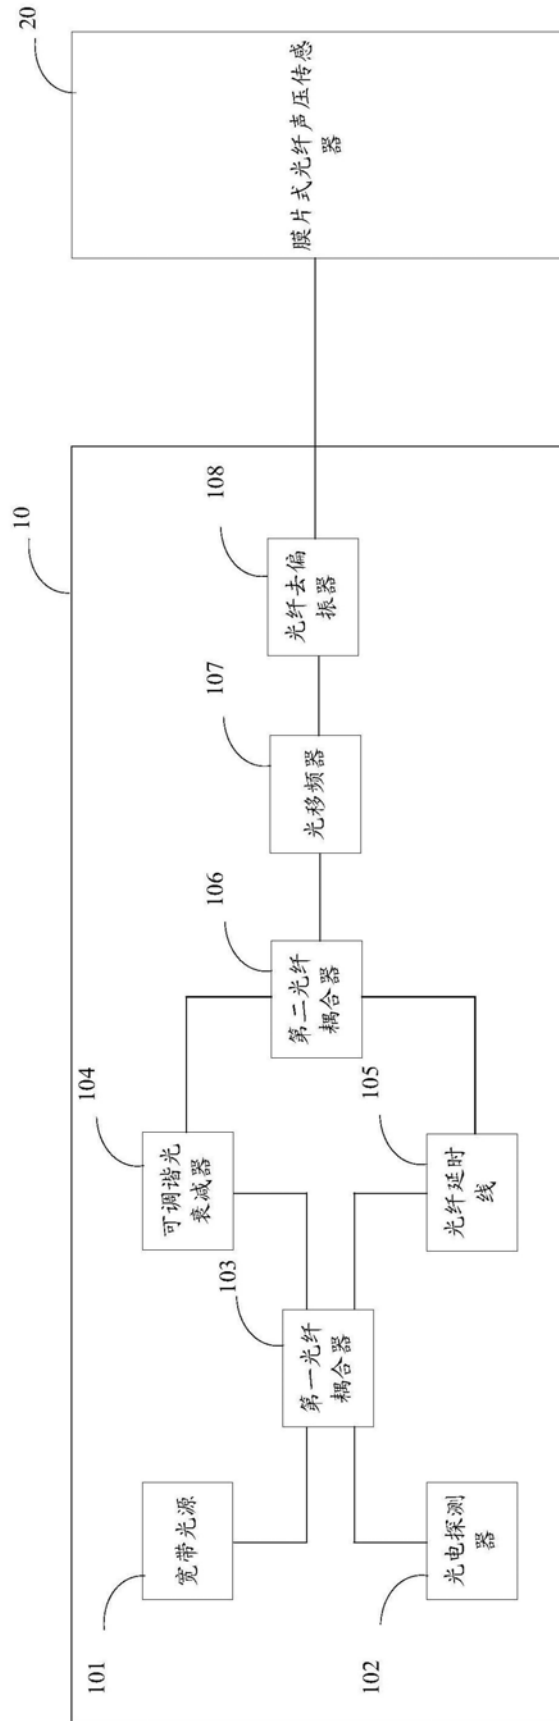 10
20
101
宽带光源
102
光电探测
器
103
第一光纤
耦合器
104
可调谐光
衰减器
105
光纤延时
线
106
第二光纤
耦合器
107
光移频器
108
光纤去偏
振器
膜片式光纤声压传感
器